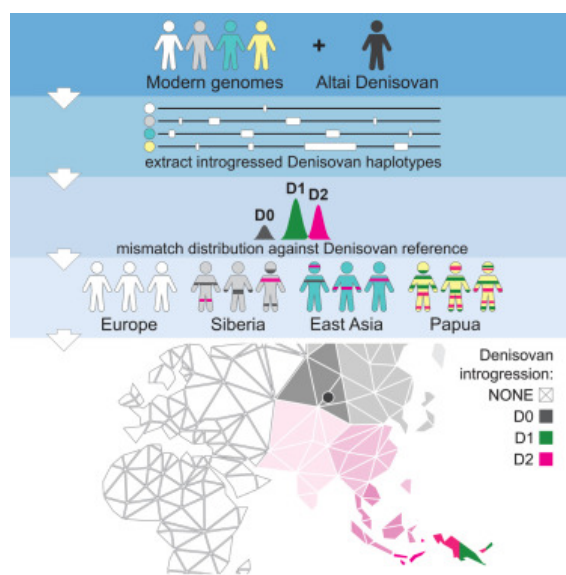 Modern genomes + Altai Denisovan
extract introgressed Denisovan haplotypes
D0 D1 D2
mismatch distribution against Denisovan reference
Europe Siberia East Asia Papua
Denisovan
introgression:
NONE
D0
D1
D2